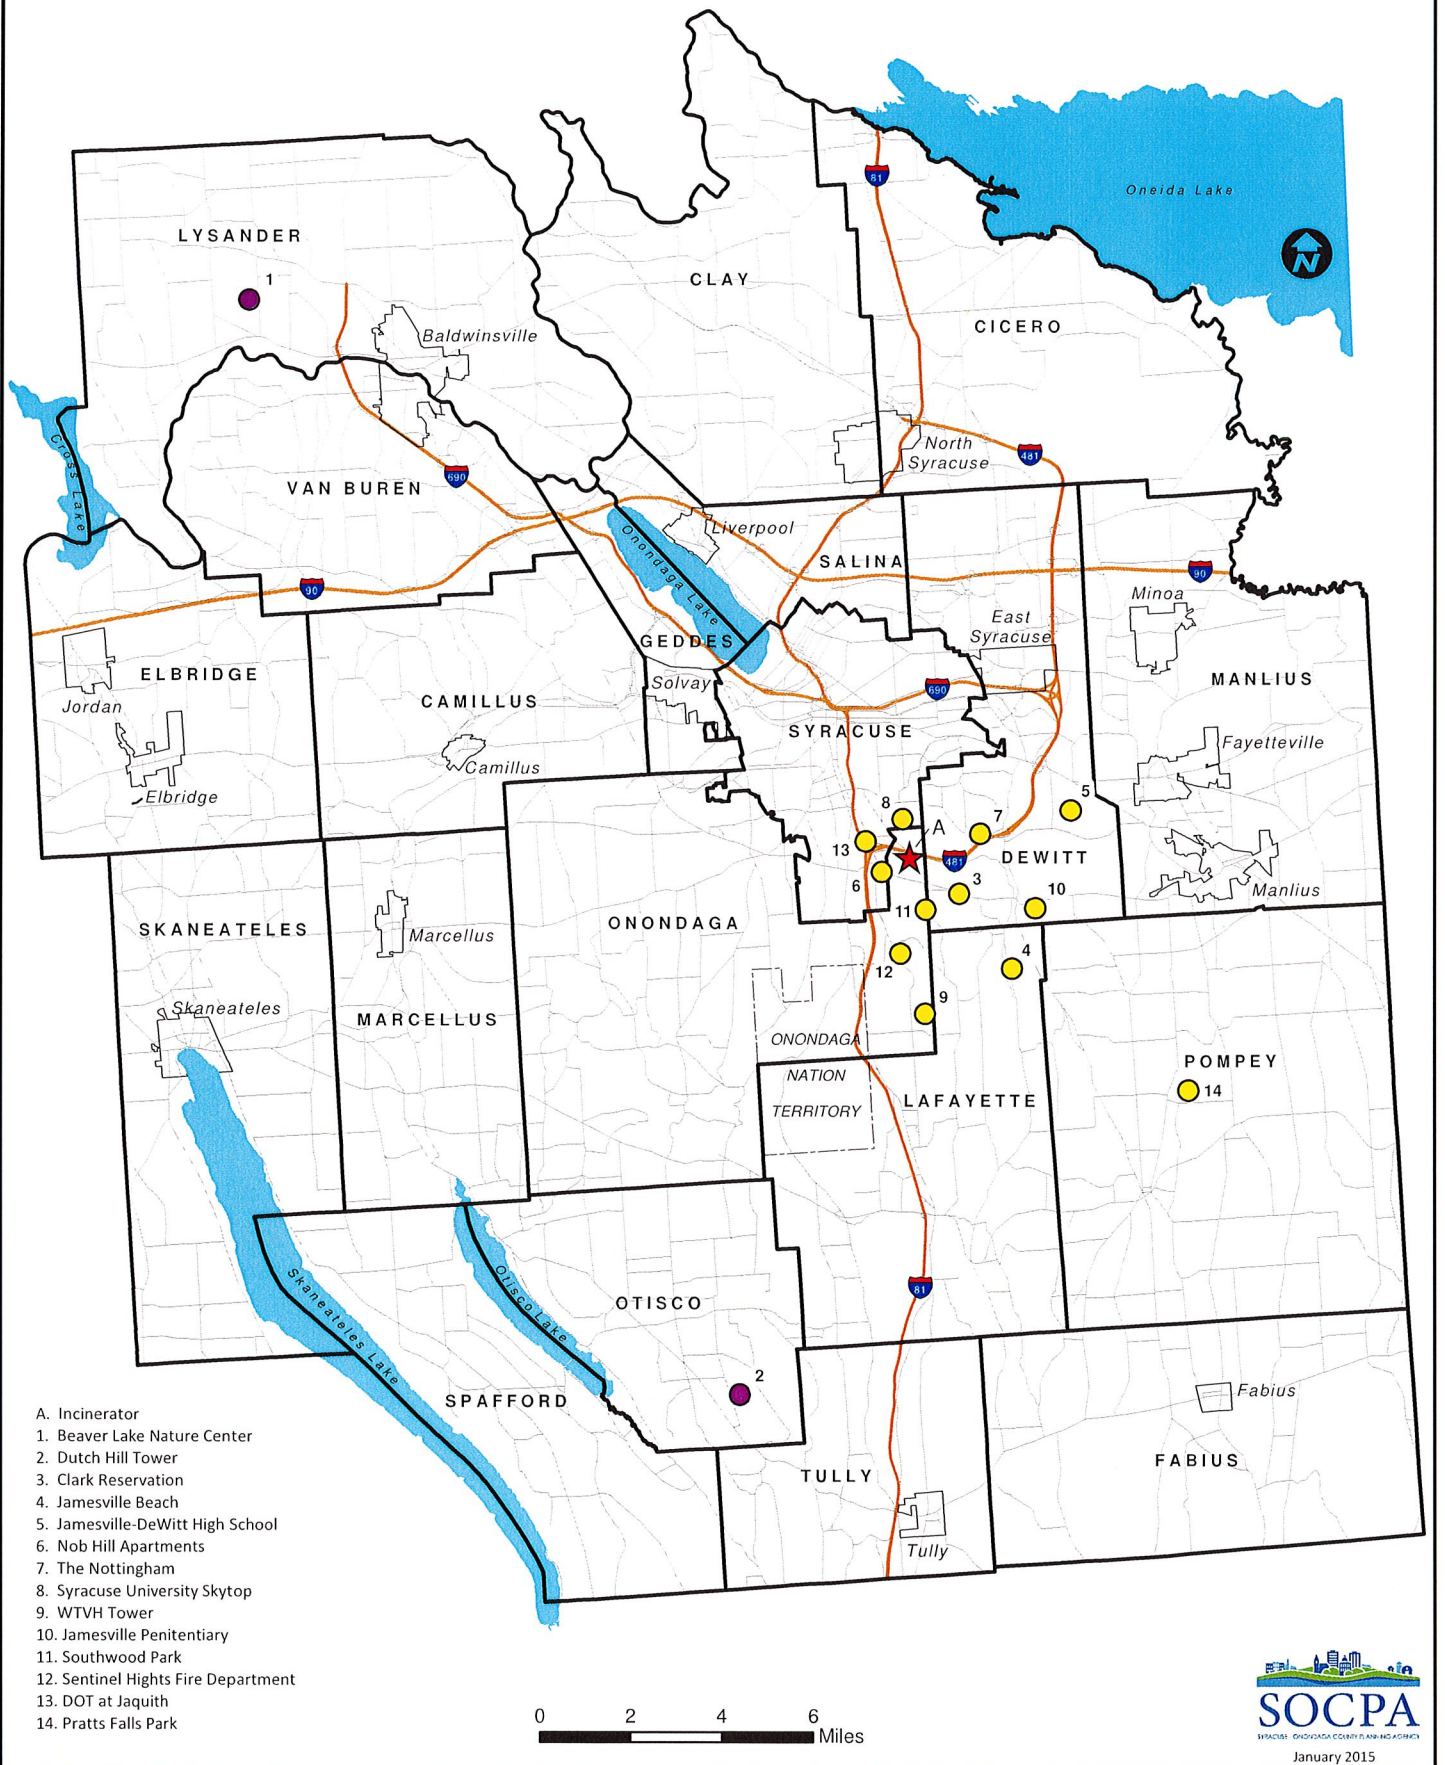 Oneida Lake
81
N
LYSANDER
1
CLAY
CICERO
Baldwinsville
Cross Lake
North
Syracuse
481
690
VAN BUREN
Liverpool
Onondaga Lake
SALINA
90
90
Minoa
East
Syracuse
GEDDES
ELBRIDGE
Jordan
CAMILLUS
Solvay
690
MANLIUS
SYRACUSE
Fayetteville
Camillus
Elbridge
8
5
7
A
13
481
DEWITT
6
3
10
Manlius
11
SKANEATELES
Marcellus
ONONDAGA
12
4
9
Skaneateles
MARCELLUS
ONONDAGA
NATION
TERRITORY
LAFAYETTE
POMPEY
14
Skaneateles Lake
Otisco Lake
OTISCO
81
2
SPAFFORD
Fabius
FABIUS
TULLY
Tully
A. Incinerator
1. Beaver Lake Nature Center
2. Dutch Hill Tower
3. Clark Reservation
4. Jamesville Beach
5. Jamesville-DeWitt High School
6. Nob Hill Apartments
7. The Nottingham
8. Syracuse University Skytop
9. WTVH Tower
10. Jamesville Penitentiary
11. Southwood Park
12. Sentinel Hights Fire Department
13. DOT at Jaquith
14. Pratts Falls Park
0 2 4 6
Miles
SOCPA
SYRACUSE · ONONDAGA COUNTY PLANNING AGENCY
January 2015